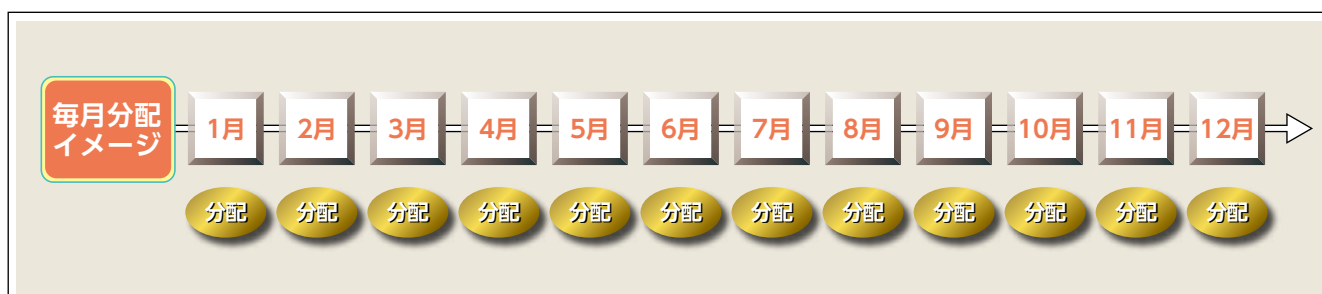 毎月分配
イメージ
1月 2月 3月 4月 5月 6月 7月 8月 9月 10月 11月 12月
分配 分配 分配 分配 分配 分配 分配 分配 分配 分配 分配 分配